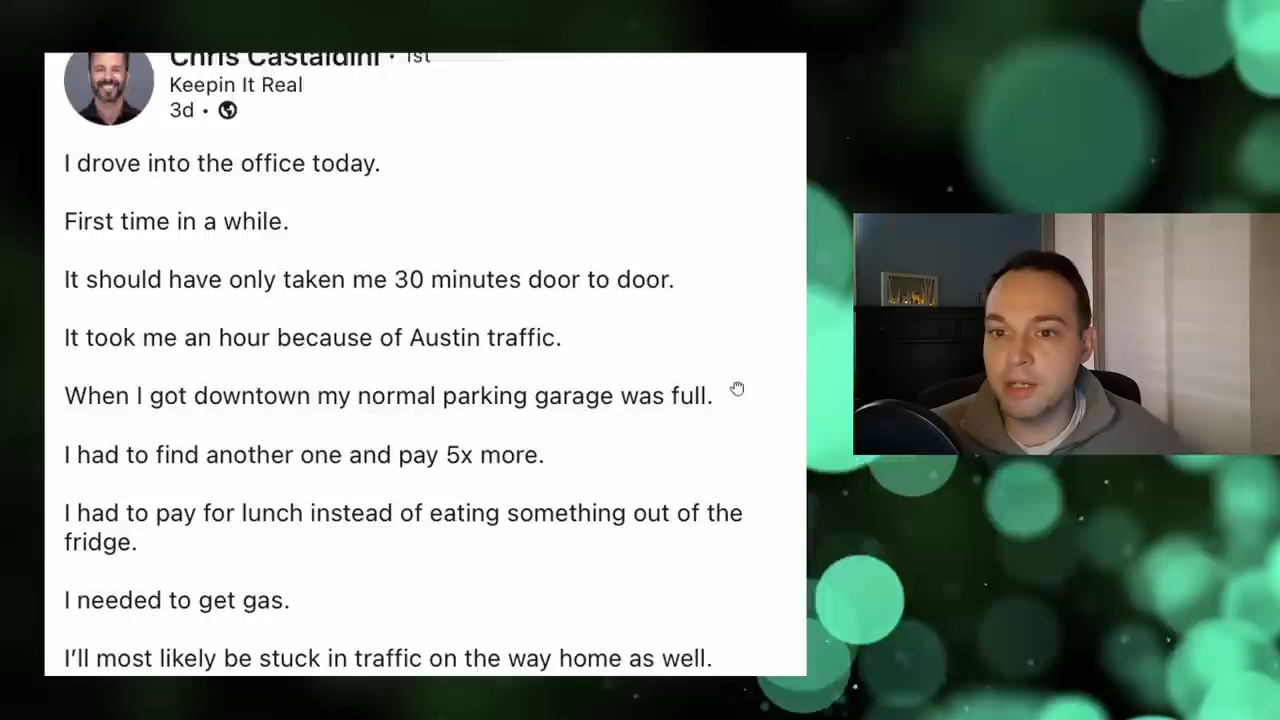 Chris Castaldini · 1st
Keepin It Real
3d ·
I drove into the office today.
First time in a while.
It should have only taken me 30 minutes door to door.
It took me an hour because of Austin traffic.
When I got downtown my normal parking garage was full.
I had to find another one and pay 5x more.
I had to pay for lunch instead of eating something out of the
fridge.
I needed to get gas.
I’ll most likely be stuck in traffic on the way home as well.